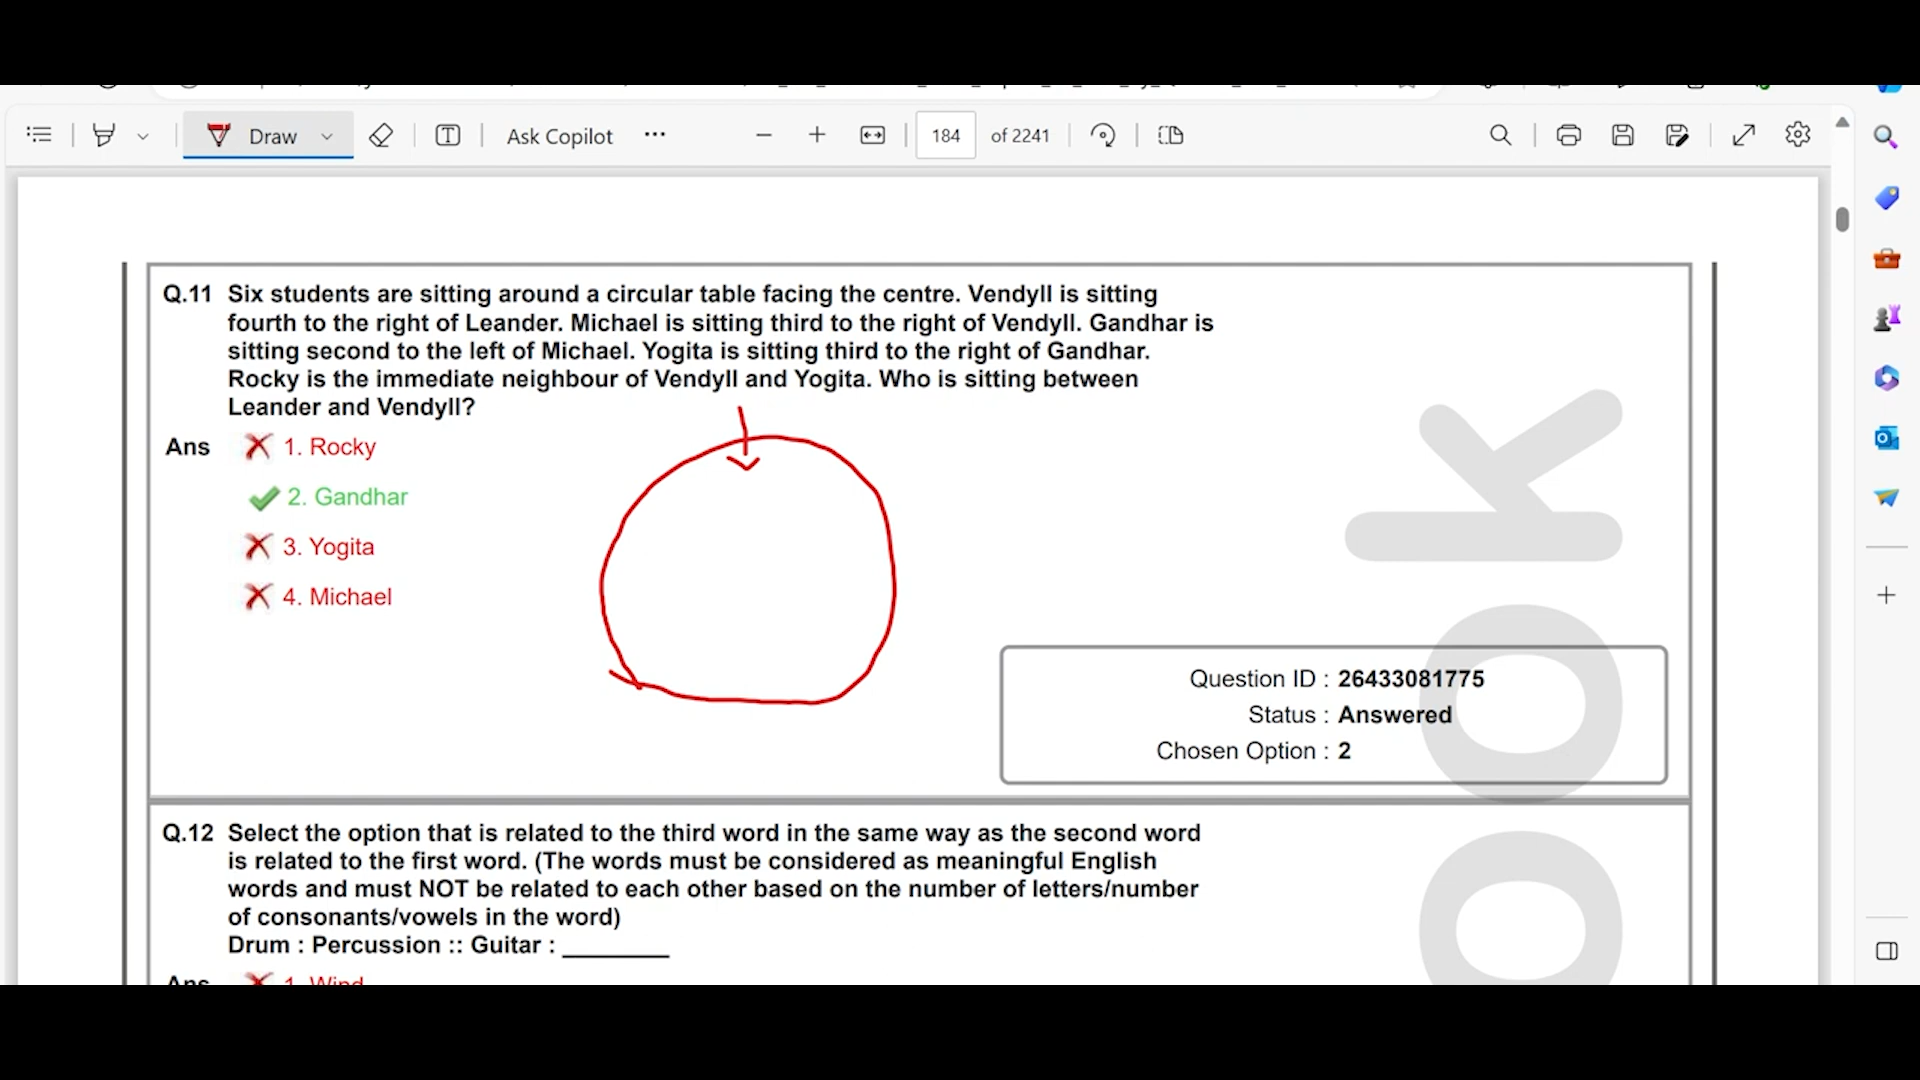 Draw
Ask Copilot
184 of 2241
Q.11 Six students are sitting around a circular table facing the centre. Vendyll is sitting
fourth to the right of Leander. Michael is sitting third to the right of Vendyll. Gandhar is
sitting second to the left of Michael. Yogita is sitting third to the right of Gandhar.
Rocky is the immediate neighbour of Vendyll and Yogita. Who is sitting between
Leander and Vendyll?
Ans 1. Rocky
2. Gandhar
3. Yogita
4. Michael
Question ID : 26433081775
Status : Answered
Chosen Option : 2
Q.12 Select the option that is related to the third word in the same way as the second word
is related to the first word. (The words must be considered as meaningful English
words and must NOT be related to each other based on the number of letters/number
of consonants/vowels in the word)
Drum : Percussion :: Guitar : ________
Ans 1. Wind
ook